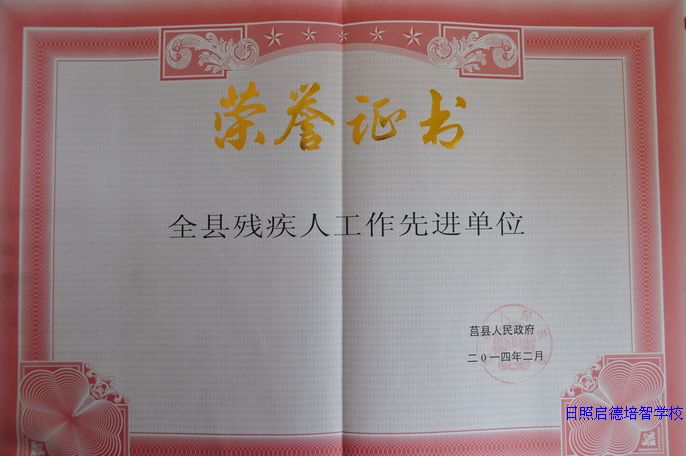 荣誉证书
全县残疾人工作先进单位
莒县人民政府
二0一四年二月
日照启德培智学校